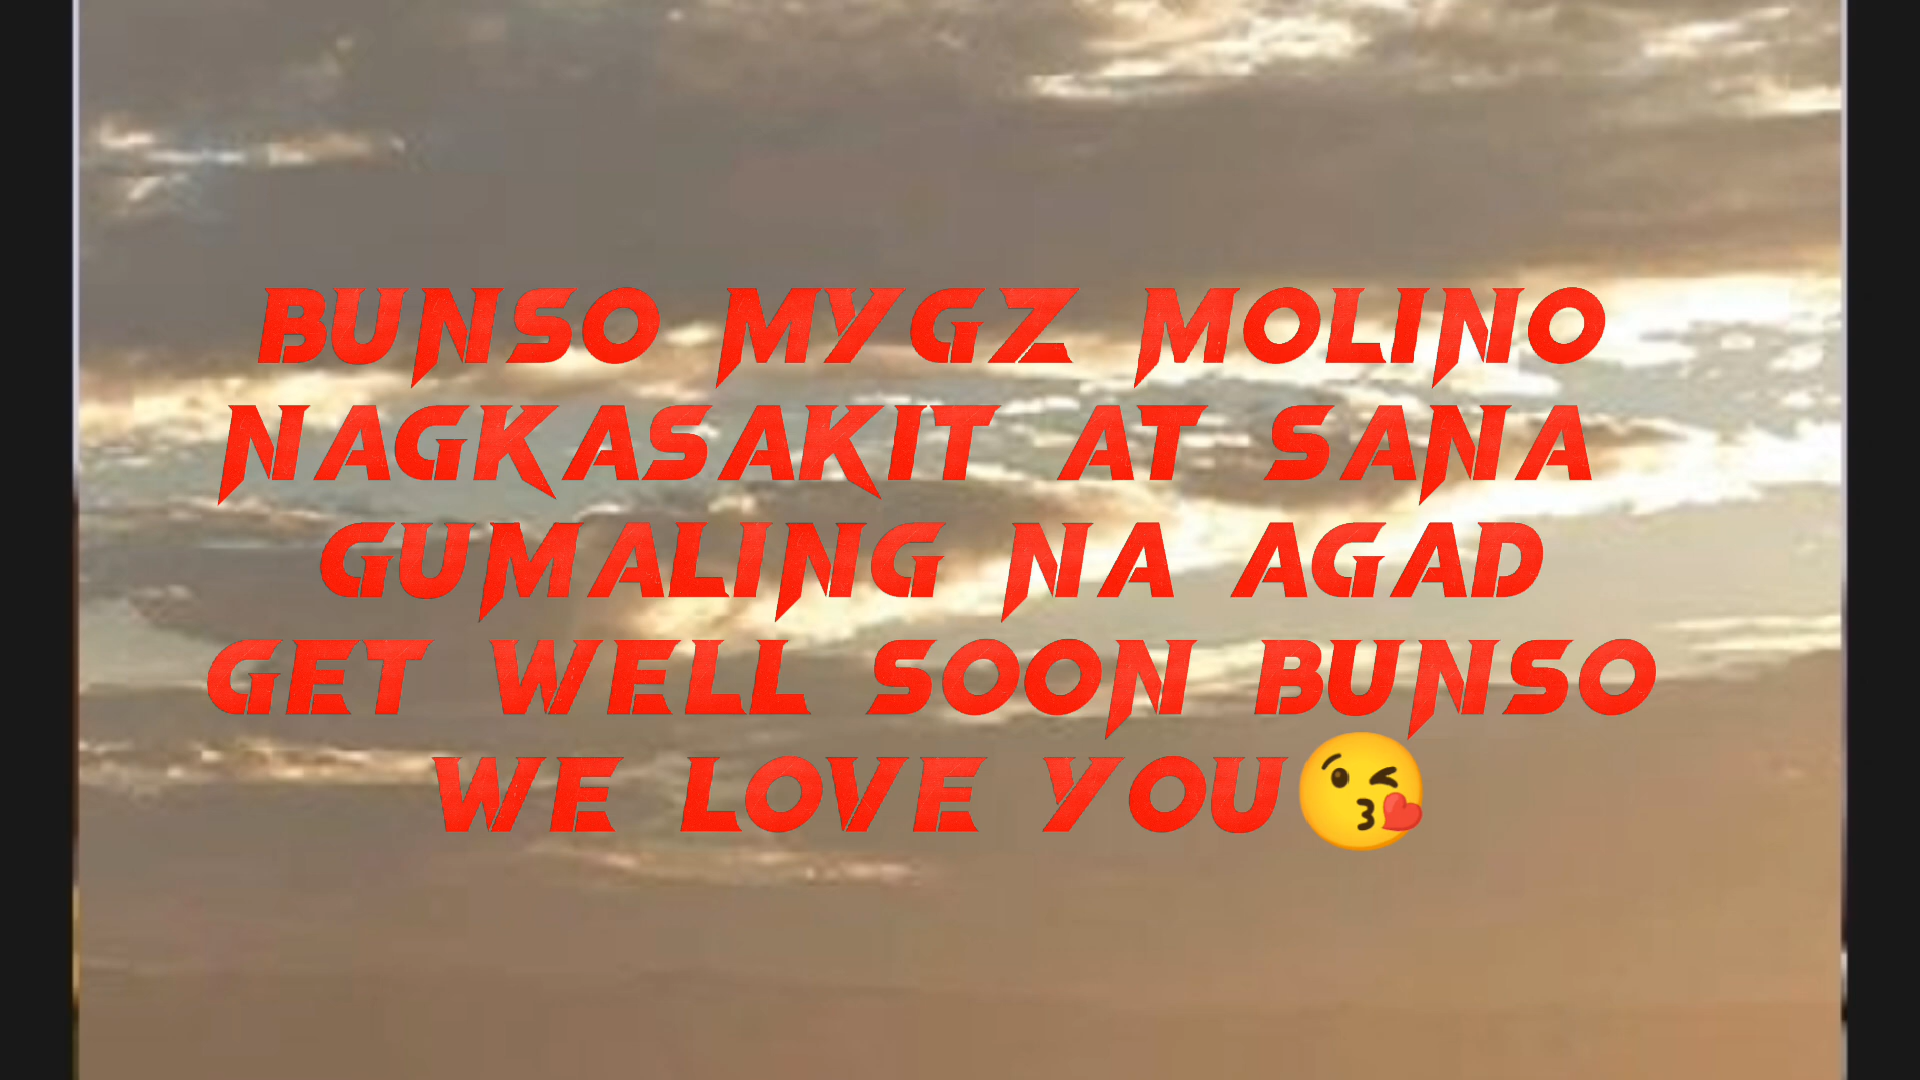 BUNSO MYGZ MOLINO
NAGKASAKIT AT SANA
GUMALING NA AGAD
GET WELL SOON BUNSO
WE LOVE YOU😘